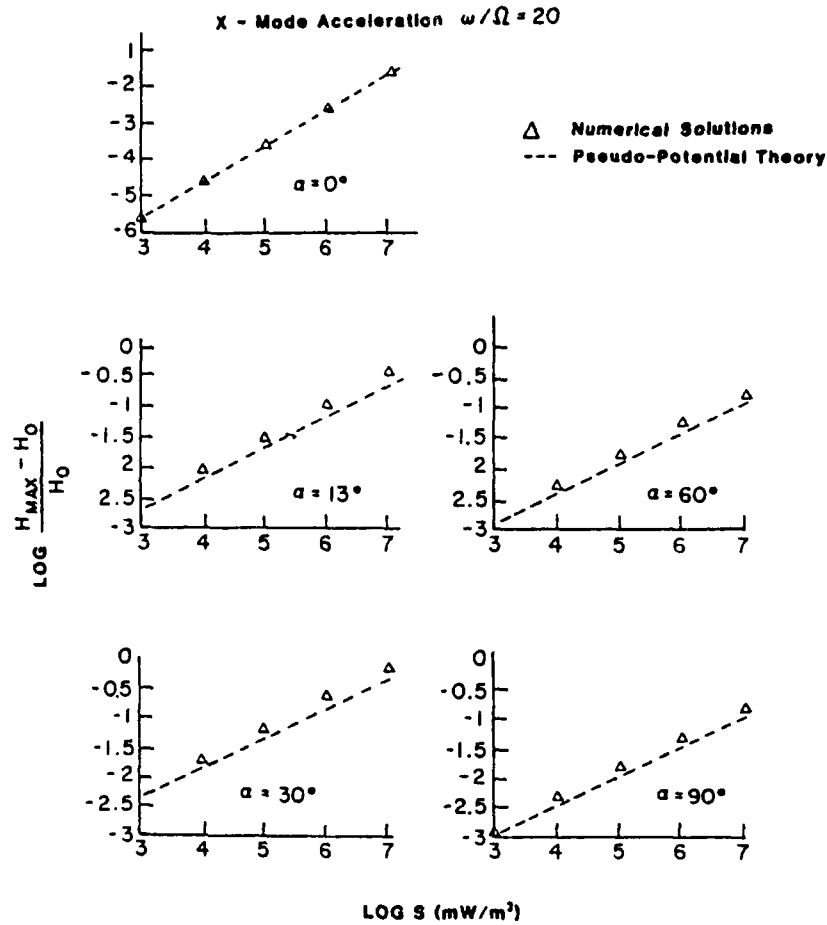 X - Mode Acceleration ω/Ω = 20
△ Numerical Solutions
--- Pseudo-Potential Theory
1
-2
-3
-4
-5
-6
3 4 5 6 7
α = 0°
LOG (H_MAX - H_0) / H_0
0
-0.5
-1
-1.5
2
2.5
-3
3 4 5 6 7
α = 13°
0
-0.5
-1
-1.5
2
2.5
-3
3 4 5 6 7
α = 60°
0
-0.5
-1
-1.5
-2
-2.5
-3
3 4 5 6 7
α = 30°
0
-0.5
-1
-1.5
-2
-2.5
-3
3 4 5 6 7
α = 90°
LOG S (mW/m²)